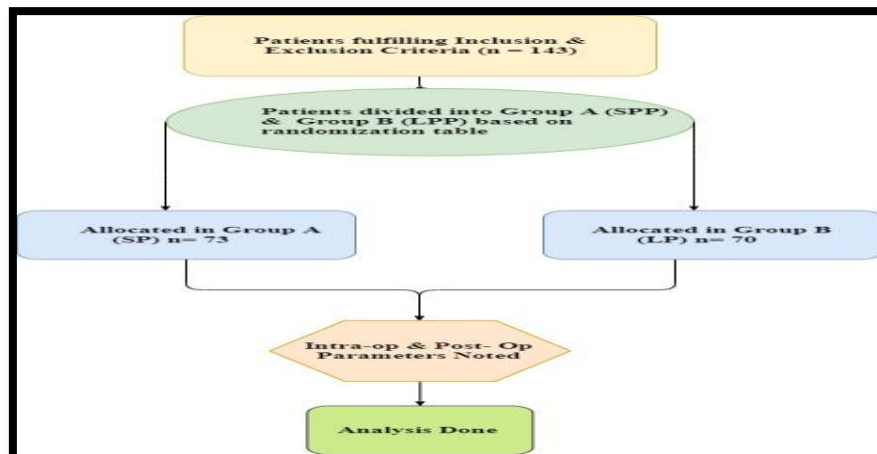 Patients fulfilling Inclusion &
Exclusion Criteria (n = 143)
Patients divided into Group A (SPP)
& Group B (LPP) based on
randomization table
Allocated in Group A
(SP) n= 73
Allocated in Group B
(LP) n= 70
Intra-op & Post- Op
Parameters Noted
Analysis Done